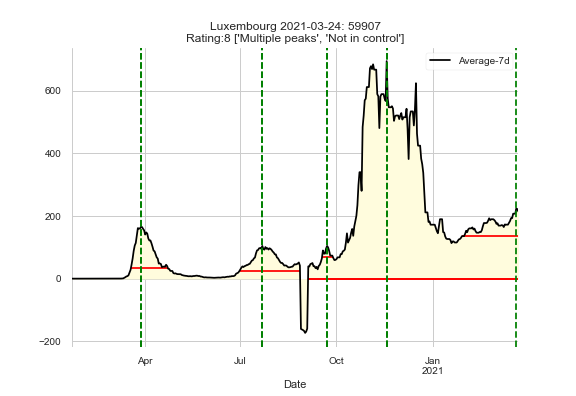 Luxembourg 2021-03-24: 59907
Rating:8 ['Multiple peaks', 'Not in control']
Average-7d
600
400
200
0
−200
Apr
Jul
Oct
Jan
2021
Date